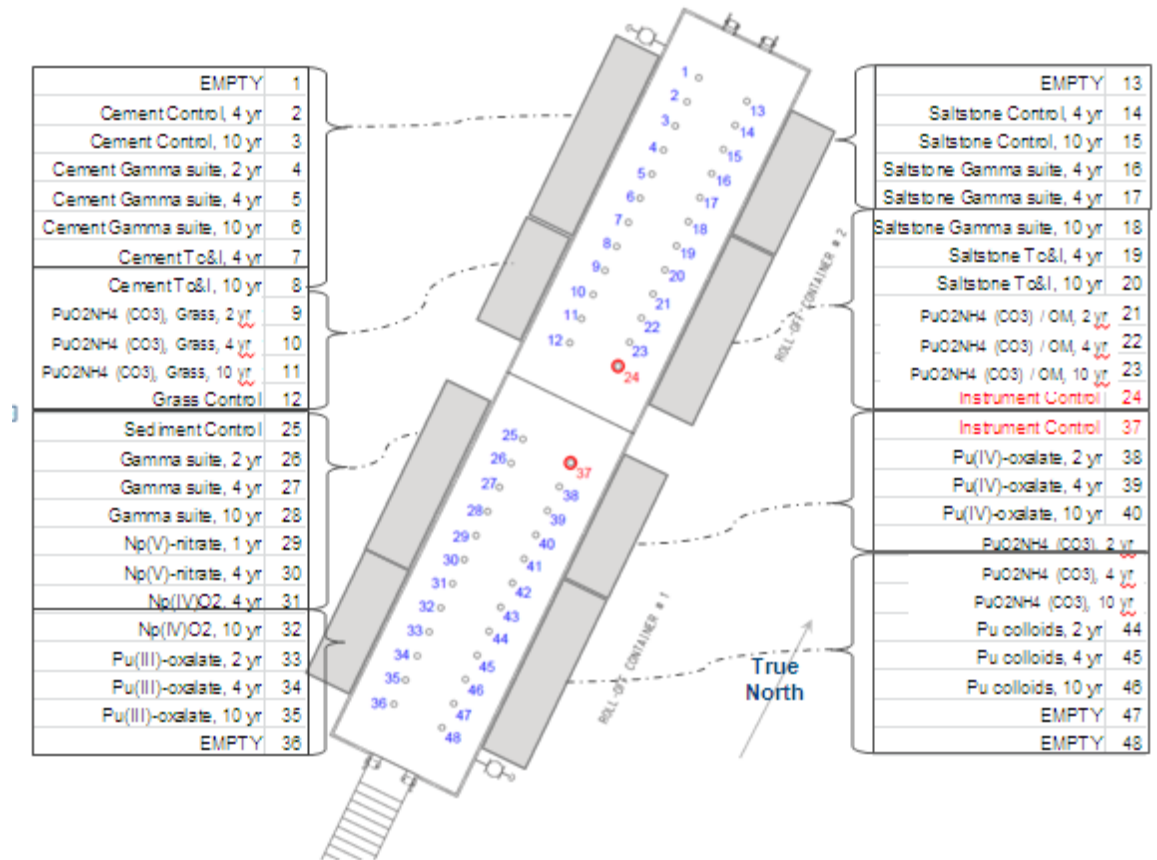 EMPTY 1
Cement Control, 4 yr 2
Cement Control, 10 yr 3
Cement Gamma suite, 2 yr 4
Cement Gamma suite, 4 yr 5
Cement Gamma suite, 10 yr 6
Cement Tc&I, 4 yr 7
Cement Tc&I, 10 yr 8
PuO2NH4 (CO3), Grass, 2 yr 9
PuO2NH4 (CO3), Grass, 4 yr 10
PuO2NH4 (CO3), Grass, 10 yr 11
Grass Control 12
Sediment Control 25
Gamma suite, 2 yr 26
Gamma suite, 4 yr 27
Gamma suite, 10 yr 28
Np(V)-nitrate, 1 yr 29
Np(V)-nitrate, 4 yr 30
Np(IV)O2, 4 yr 31
Np(IV)O2, 10 yr 32
Pu(III)-oxalate, 2 yr 33
Pu(III)-oxalate, 4 yr 34
Pu(III)-oxalate, 10 yr 35
EMPTY 36
1
2
3
4
5
6
7
8
9
10
11
12
13
14
15
16
17
18
19
20
21
22
23
24
ROLL-OFF-CONTAINER # 2
25
26
27
28
29
30
31
32
33
34
35
36
37
38
39
40
41
42
43
44
45
46
47
48
ROLL-OFF CONTAINER # 1
True
North
EMPTY 13
Saltstone Control, 4 yr 14
Saltstone Control, 10 yr 15
Saltstone Gamma suite, 4 yr 16
Saltstone Gamma suite, 4 yr 17
Saltstone Gamma suite, 10 yr 18
Saltstone Tc&I, 4 yr 19
Saltstone Tc&I, 10 yr 20
PuO2NH4 (CO3) / OM, 2 yr 21
PuO2NH4 (CO3) / OM, 4 yr 22
PuO2NH4 (CO3) / OM, 10 yr 23
Instrument Control 24
Instrument Control 37
Pu(IV)-oxalate, 2 yr 38
Pu(IV)-oxalate, 4 yr 39
Pu(IV)-oxalate, 10 yr 40
PuO2NH4 (CO3), 2 yr
PuO2NH4 (CO3), 4 yr
PuO2NH4 (CO3), 10 yr
Pu colloids, 2 yr 44
Pu colloids, 4 yr 45
Pu colloids, 10 yr 46
EMPTY 47
EMPTY 48